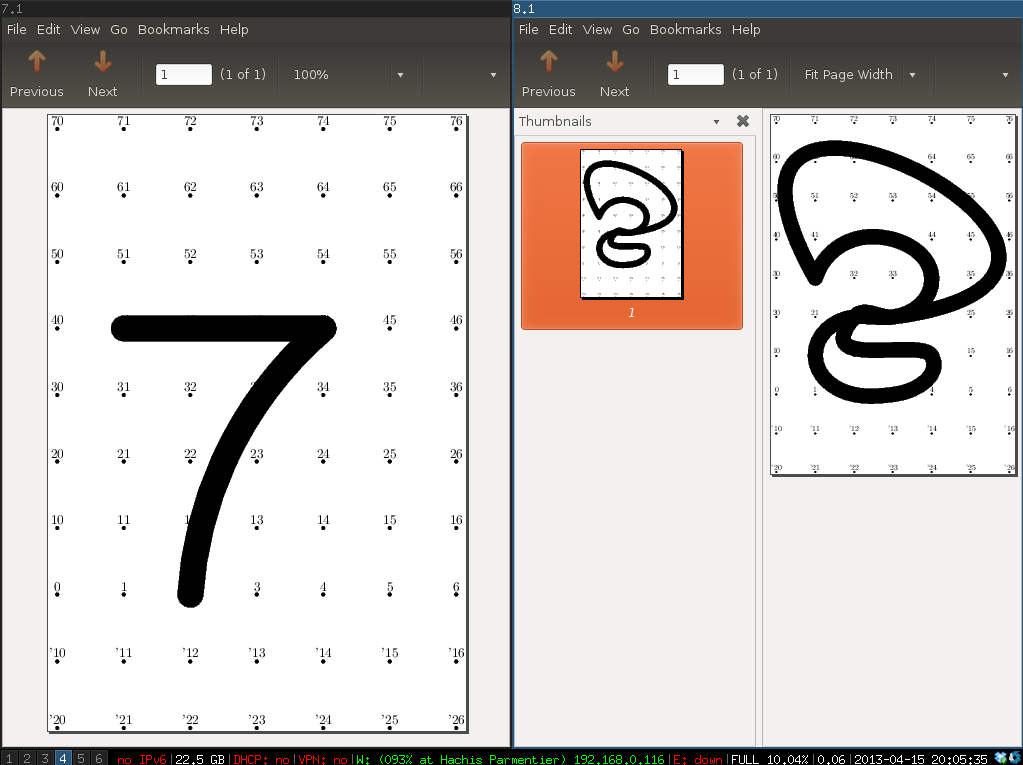 7.1
File Edit View Go Bookmarks Help
Previous Next 1 (1 of 1) 100%
70 71 72 73 74 75 76
60 61 62 63 64 65 66
50 51 52 53 54 55 56
40 45 46
30 31 32 34 35 36
20 21 22 23 24 25 26
10 11 13 14 15 16
0 1 3 4 5 6
'10 '11 '12 '13 '14 '15 '16
'20 '21 '22 '23 '24 '25 '26
7
8.1
File Edit View Go Bookmarks Help
Previous Next 1 (1 of 1) Fit Page Width
Thumbnails
1
70 71 72 73 74 75 76
60 64 65 66
51 52 53 54 55 56
40 41 44 45 46
30 32 33 35 36
20 21 25 26
10 15 16
0 1 4 5 6
'10 '11 '12 '13 '14 '15 '16
'20 '21 '22 '23 '24 '25 '26
1 2 3 4 5 6 no IPv6|22.5 GB|DHCP: no|VPN: no|W: (093% at Hachis Parmentier) 192.168.0.116|E: down|FULL 10,04%|0.06|2013-04-15 20:05:35